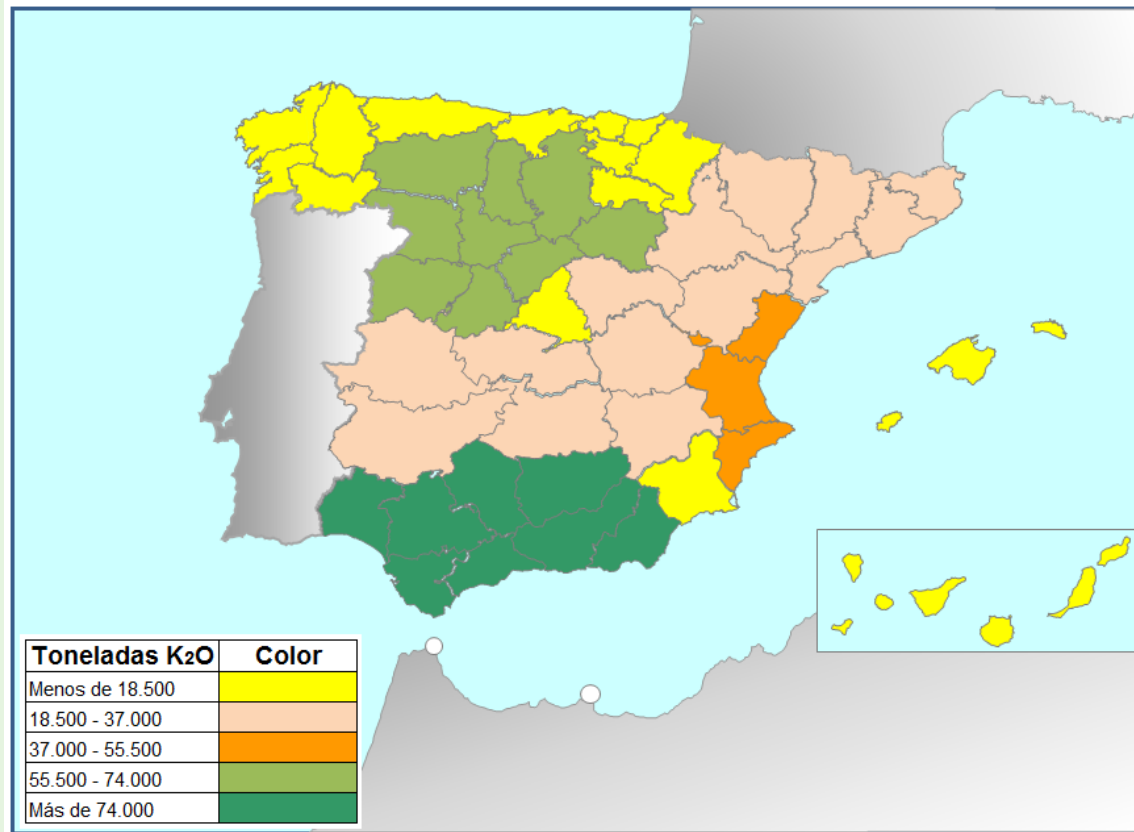 Toneladas K2O Color
Menos de 18.500
18.500 - 37.000
37.000 - 55.500
55.500 - 74.000
Más de 74.000